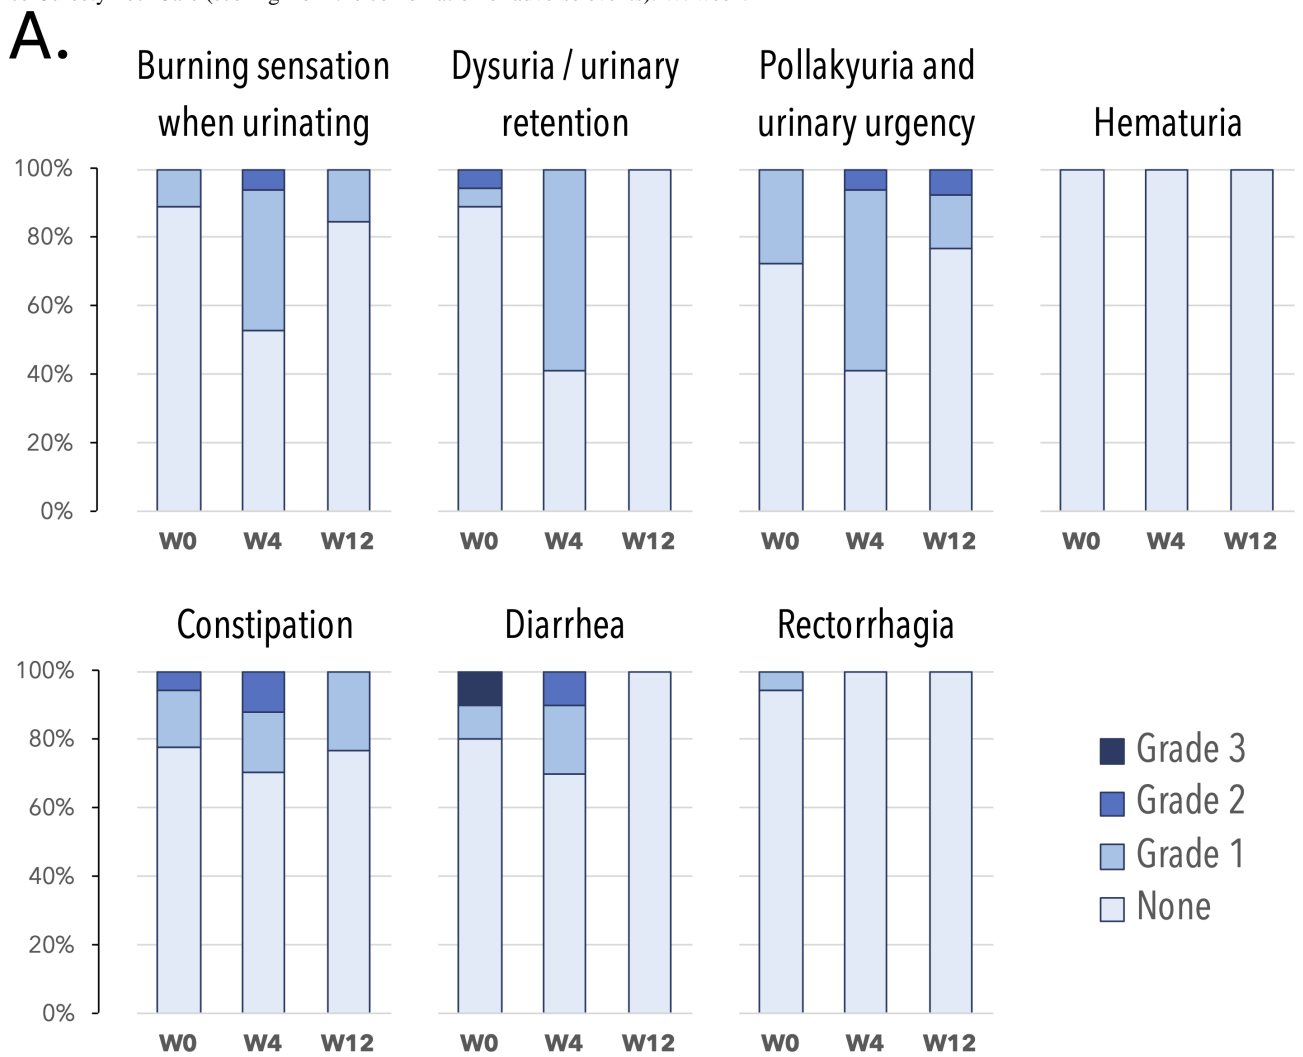 A.
Burning sensation
when urinating
Dysuria / urinary
retention
Pollakyuria and
urinary urgency
Hematuria
100%
80%
60%
40%
20%
0%
W0 W4 W12
W0 W4 W12
W0 W4 W12
W0 W4 W12
Constipation
Diarrhea
Rectorrhagia
100%
80%
60%
40%
20%
0%
W0 W4 W12
W0 W4 W12
W0 W4 W12
Grade 3
Grade 2
Grade 1
None